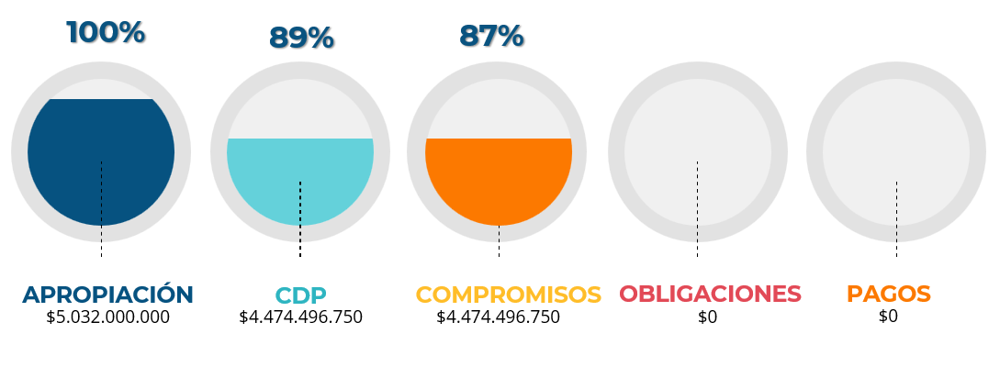 100%
89%
87%
APROPIACIÓN
$5.032.000.000
CDP
$4.474.496.750
COMPROMISOS
$4.474.496.750
OBLIGACIONES
$0
PAGOS
$0